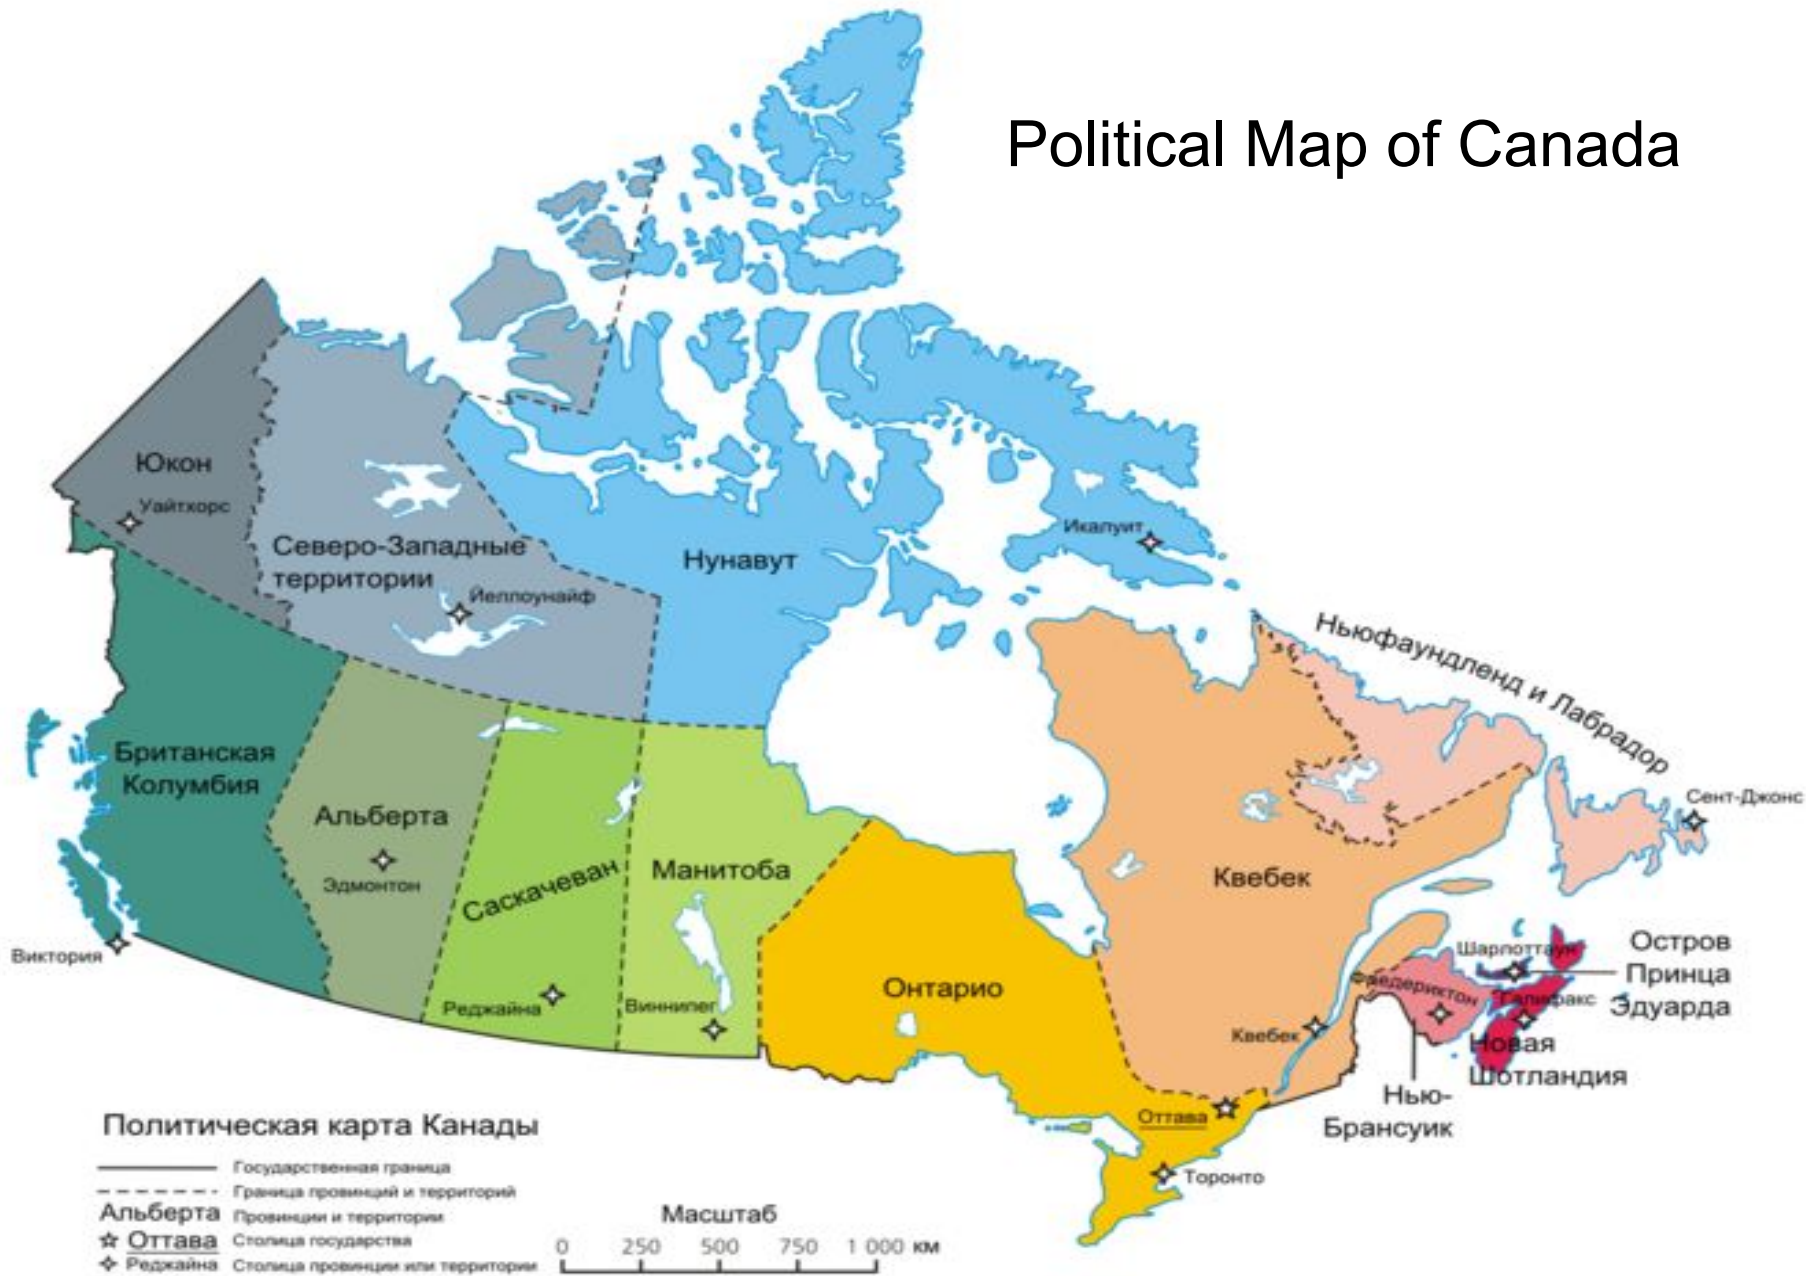 Political Map of Canada
Юкон
Уайтхорс
Северо-Западные
территории
Йеллоунайф
Нунавут
Икалуит
Ньюфаундленд и Лабрадор
Сент-Джонс
Британская
Колумбия
Виктория
Альберта
Эдмонтон
Саскачеван
Реджайна
Манитоба
Виннипег
Онтарио
Оттава
Торонто
Квебек
Квебек
Шарлоттаун
Остров
Принца
Эдуарда
Фредериктон
Галифакс
Новая
Шотландия
Нью-
Брансуик
Политическая карта Канады
Государственная граница
Граница провинций и территорий
Альберта Провинции и территории
Оттава Столица государства
Реджайна Столица провинции или территории
Масштаб
0 250 500 750 1 000 км